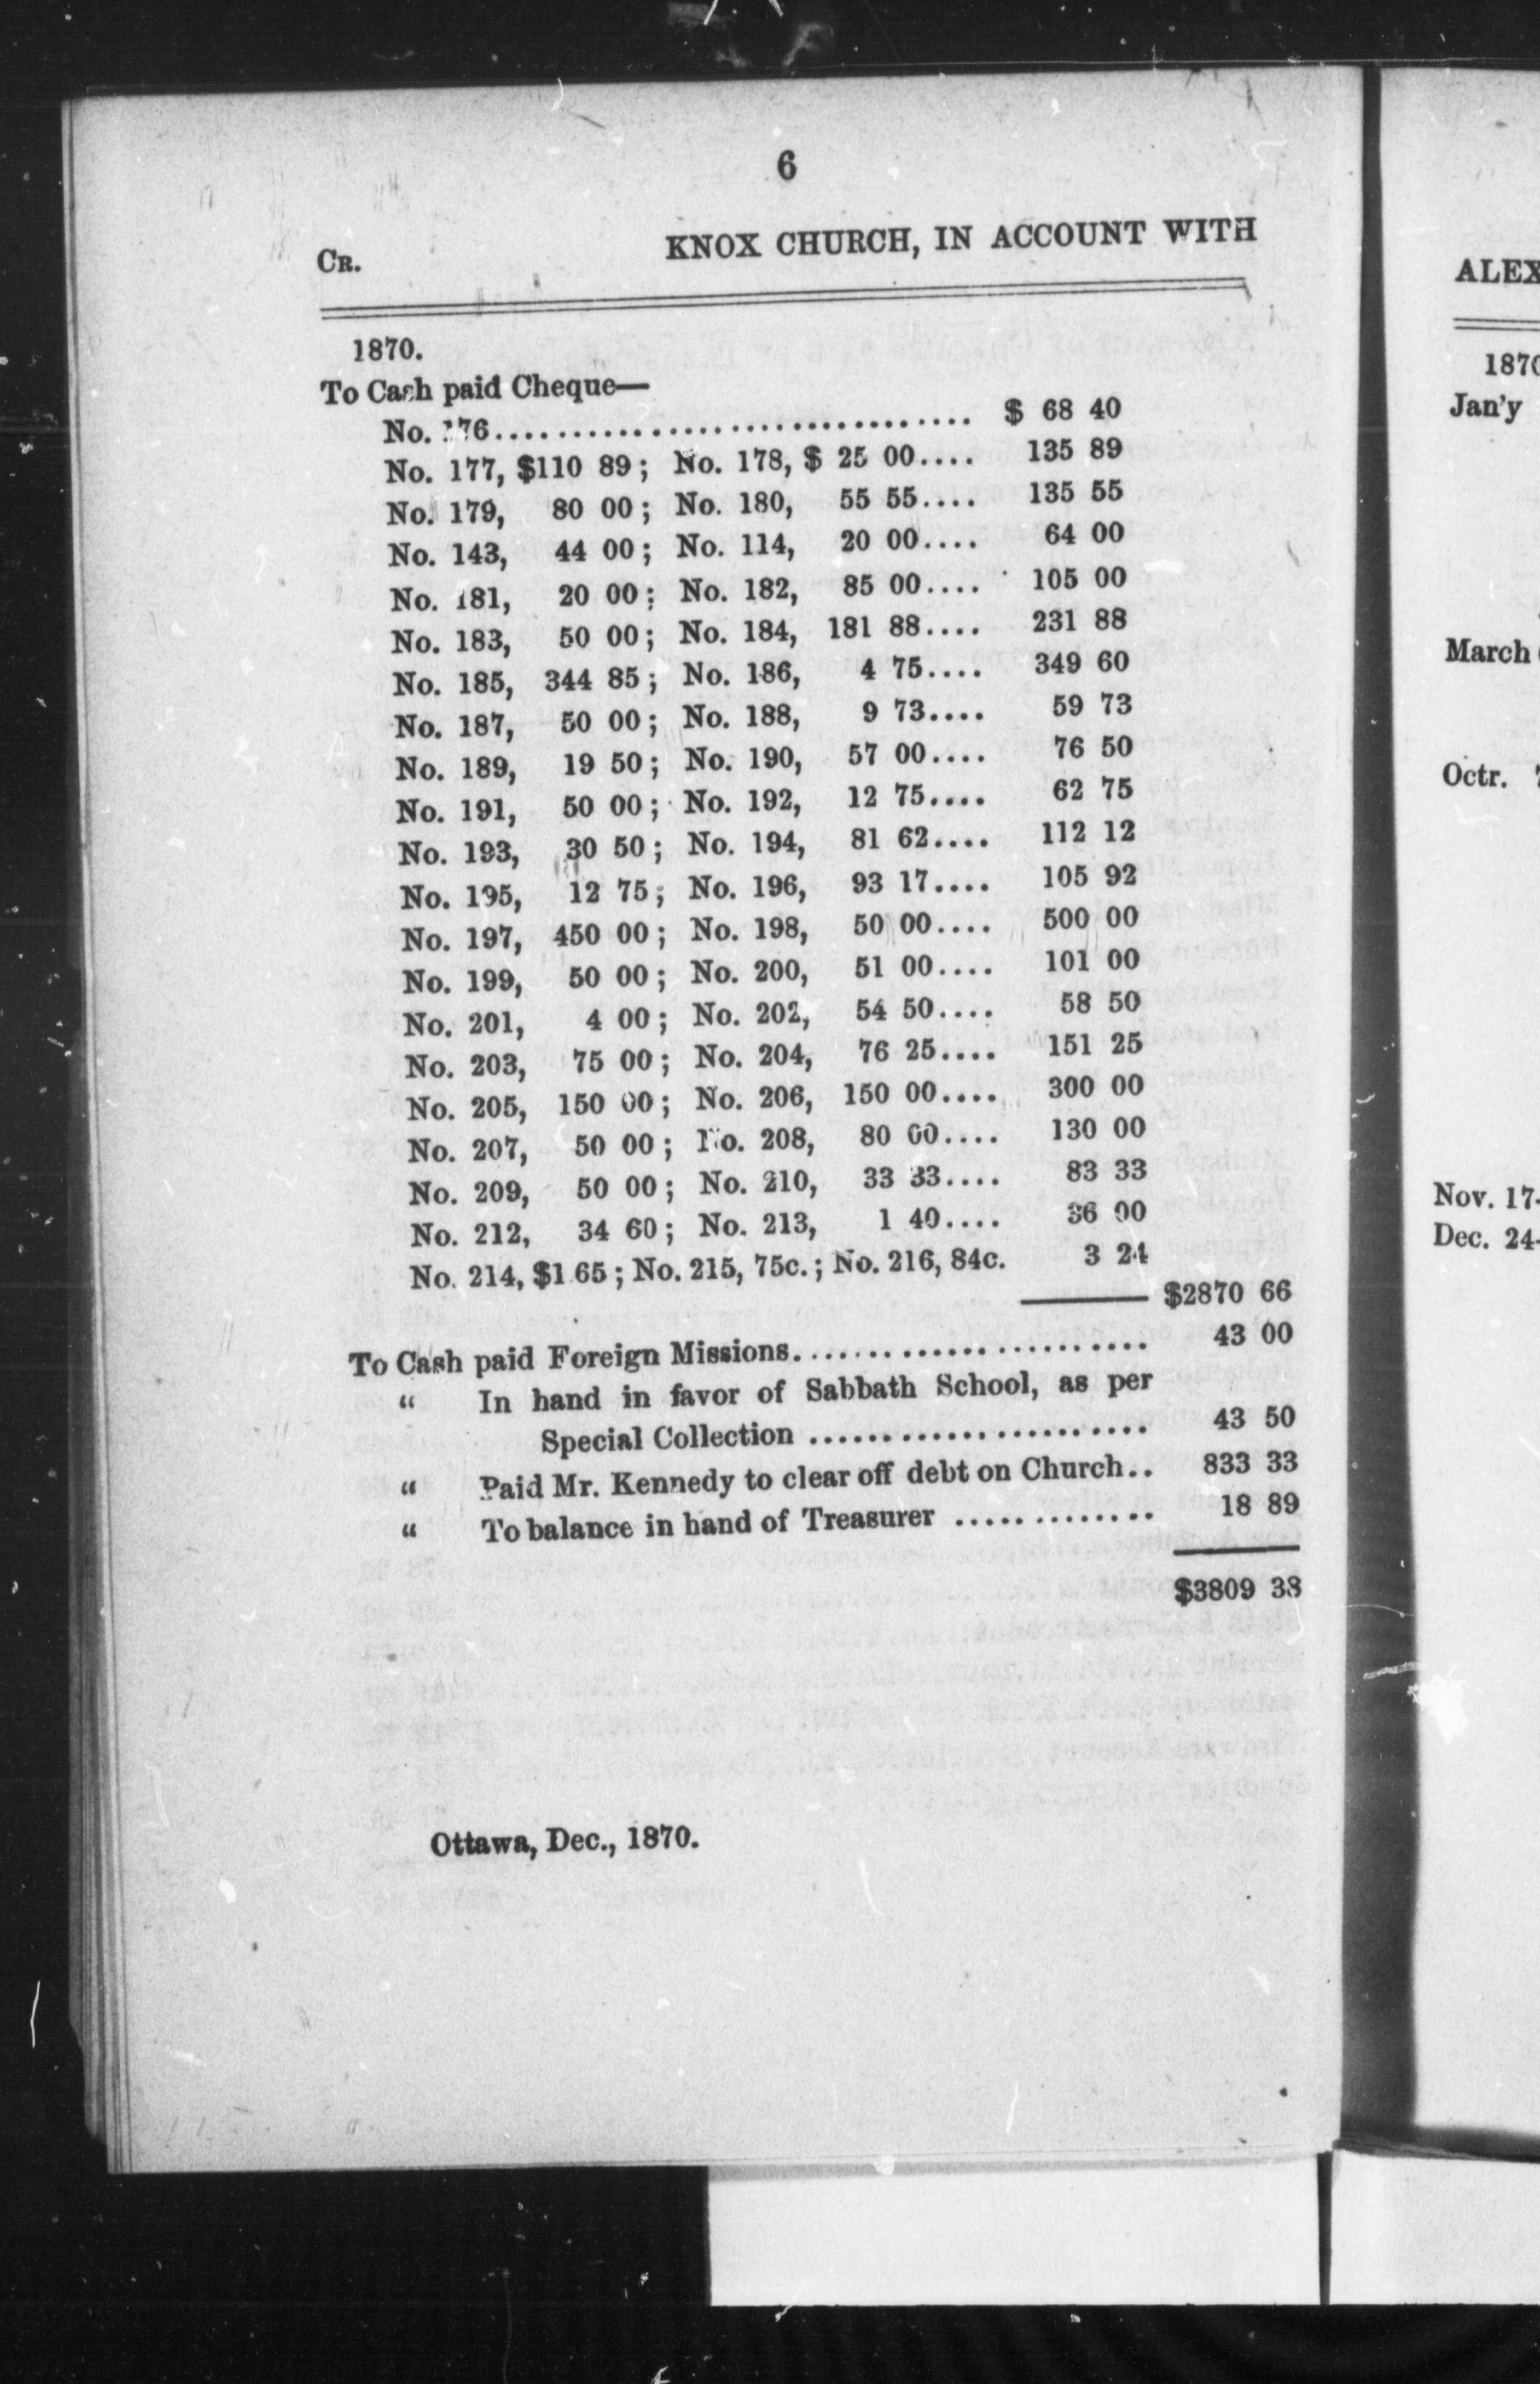 6
CR. KNOX CHURCH, IN ACCOUNT WITH
1870.
To Cash paid Cheque—
No. 176.............................. $ 68 40
No. 177, $110 89; No. 178, $ 25 00.... 135 89
No. 179, 80 00; No. 180, 55 55.... 135 55
No. 143, 44 00; No. 114, 20 00.... 64 00
No. 181, 20 00; No. 182, 85 00.... 105 00
No. 183, 50 00; No. 184, 181 88.... 231 88
No. 185, 344 85; No. 186, 4 75.... 349 60
No. 187, 50 00; No. 188, 9 73.... 59 73
No. 189, 19 50; No. 190, 57 00.... 76 50
No. 191, 50 00; No. 192, 12 75.... 62 75
No. 193, 30 50; No. 194, 81 62.... 112 12
No. 195, 12 75; No. 196, 93 17.... 105 92
No. 197, 450 00; No. 198, 50 00.... 500 00
No. 199, 50 00; No. 200, 51 00.... 101 00
No. 201, 4 00; No. 202, 54 50.... 58 50
No. 203, 75 00; No. 204, 76 25.... 151 25
No. 205, 150 00; No. 206, 150 00.... 300 00
No. 207, 50 00; No. 208, 80 00.... 130 00
No. 209, 50 00; No. 210, 33 33.... 83 33
No. 212, 34 60; No. 213, 1 40.... 36 00
No. 214, $1 65; No. 215, 75c.; No. 216, 84c. 3 24
$2870 66
To Cash paid Foreign Missions....................... 43 00
“ In hand in favor of Sabbath School, as per
Special Collection ...................... 43 50
“ Paid Mr. Kennedy to clear off debt on Church.. 833 33
“ To balance in hand of Treasurer ............. 18 89
$3809 38
Ottawa, Dec., 1870.
ALEX
187
Jan'y
March
Octr.
Nov. 17
Dec. 24